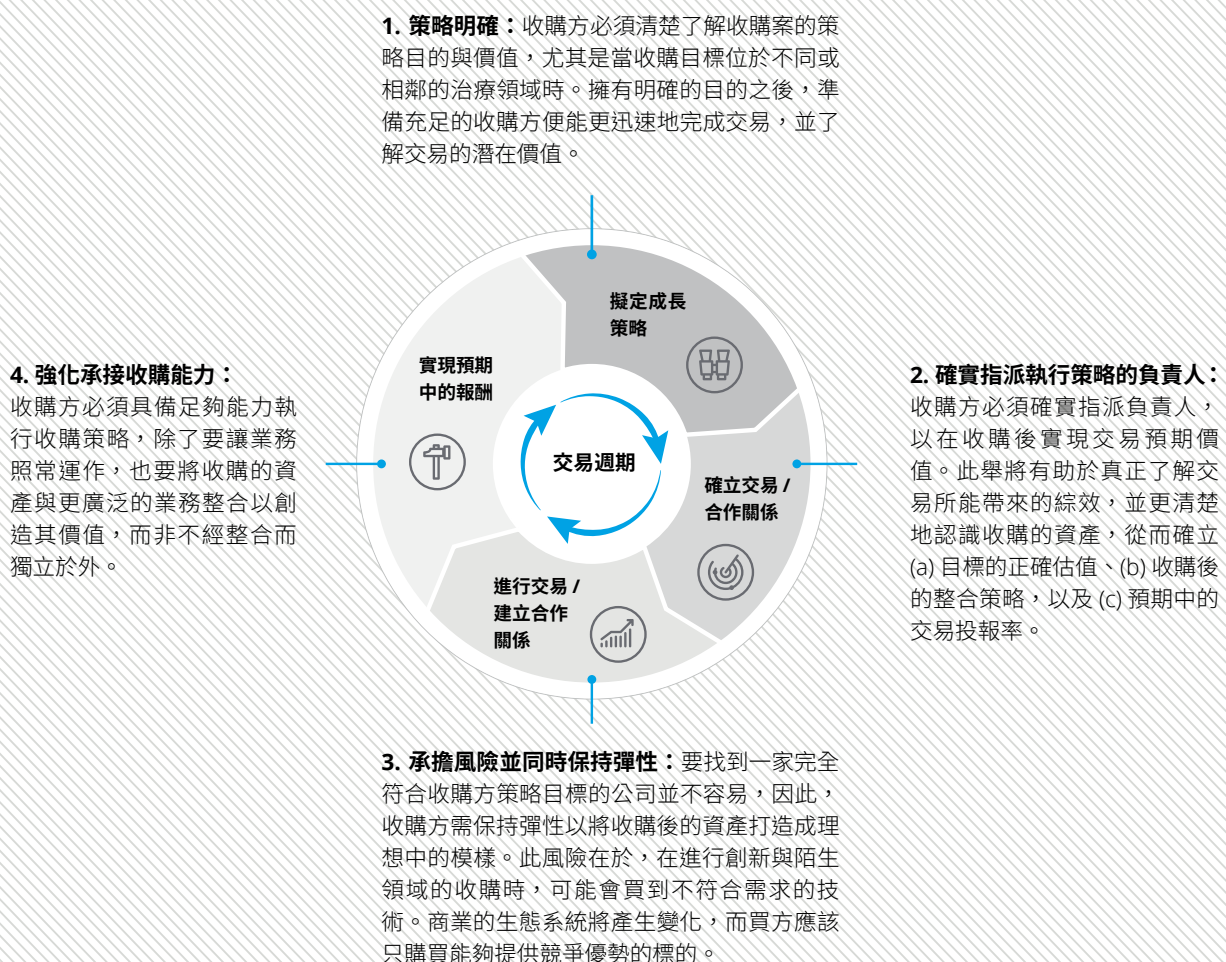 1. 策略明確：收購方必須清楚了解收購案的策
略目的與價值，尤其是當收購目標位於不同或
相鄰的治療領域時。擁有明確的目的之後，準
備充足的收購方便能更迅速地完成交易，並了
解交易的潛在價值。
擬定成長
策略
實現預期
中的報酬
交易週期
確立交易 /
合作關係
進行交易 /
建立合作
關係
2. 確實指派執行策略的負責人：
收購方必須確實指派負責人，
以在收購後實現交易預期價
值。此舉將有助於真正了解交
易所能帶來的綜效，並更清楚
地認識收購的資產，從而確立
(a) 目標的正確估值、(b) 收購後
的整合策略，以及 (c) 預期中的
交易投報率。
3. 承擔風險並同時保持彈性：要找到一家完全
符合收購方策略目標的公司並不容易，因此，
收購方需保持彈性以將收購後的資產打造成理
想中的模樣。此風險在於，在進行創新與陌生
領域的收購時，可能會買到不符合需求的技
術。商業的生態系統將產生變化，而買方應該
只購買能夠提供競爭優勢的標的。
4. 強化承接收購能力：
收購方必須具備足夠能力執
行收購策略，除了要讓業務
照常運作，也要將收購的資
產與更廣泛的業務整合以創
造其價值，而非不經整合而
獨立於外。